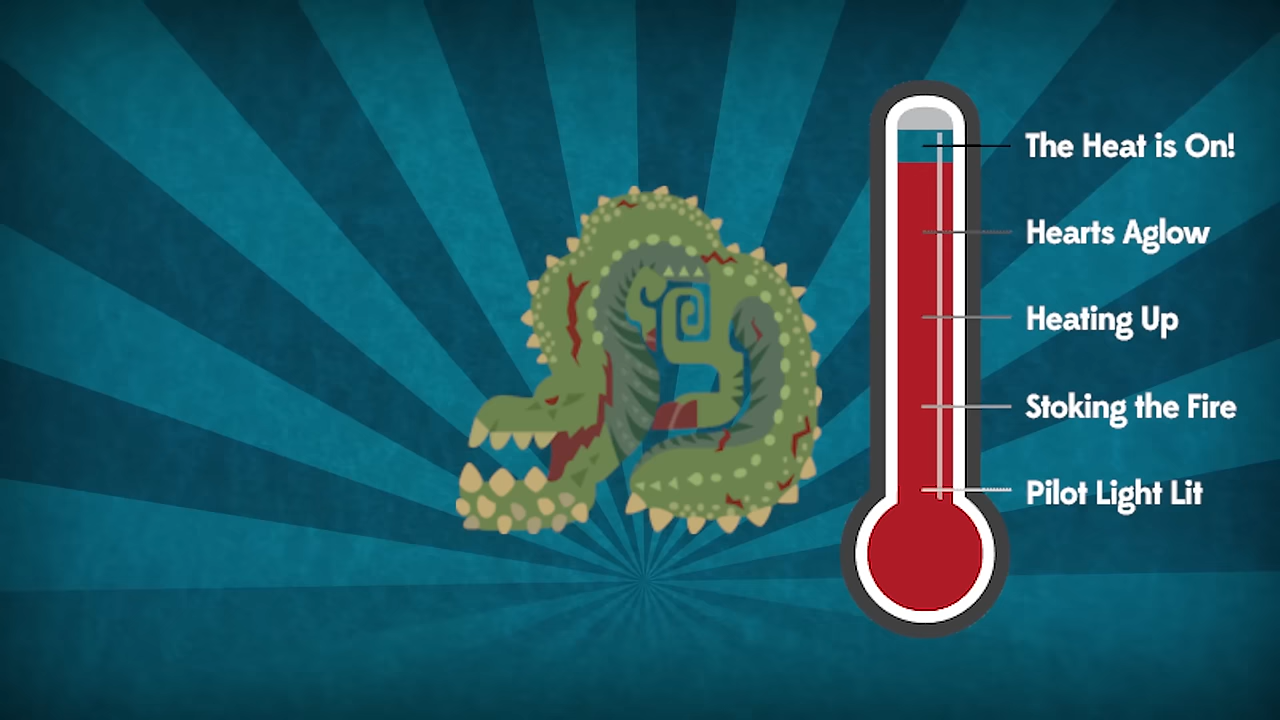 The Heat is On!
Hearts Aglow
Heating Up
Stoking the Fire
Pilot Light Lit